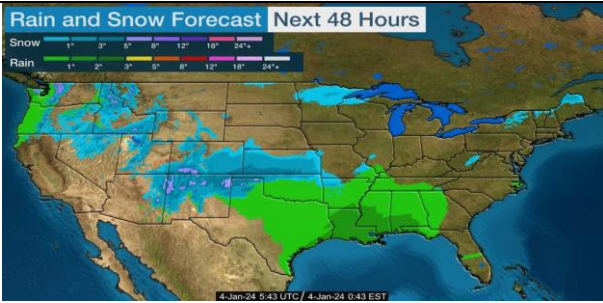 Rain and Snow Forecast Next 48 Hours
Snow 1" 3" 5" 8" 12" 18" 24"+
Rain 1" 2" 3" 5" 8" 12" 18" 24"+
4-Jan-24 5:43 UTC / 4-Jan-24 0:43 EST